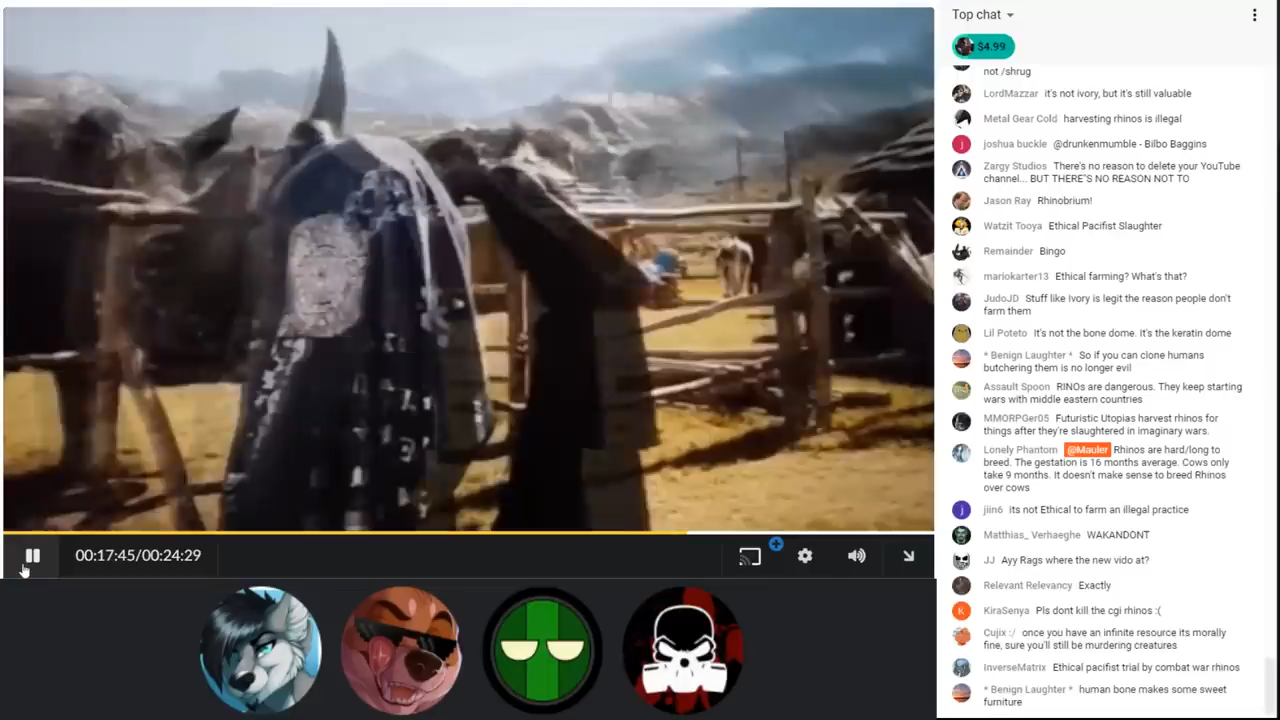 Top chat
$4.99
not /shrug
LordMazzar it's not ivory, but it's still valuable
Metal Gear Cold harvesting rhinos is illegal
joshua buckle @drunkenmumble - Bilbo Baggins
Zargy Studios There's no reason to delete your YouTube
channel... BUT THERE"S NO REASON NOT TO
Jason Ray Rhinobrium!
Watzit Tooya Ethical Pacifist Slaughter
Remainder Bingo
mariokarter13 Ethical farming? What's that?
JudoJD Stuff like Ivory is legit the reason people don't
farm them
Lil Poteto It's not the bone dome. It's the keratin dome
* Benign Laughter * So if you can clone humans
butchering them is no longer evil
Assault Spoon RINOs are dangerous. They keep starting
wars with middle eastern countries
MMORPGer05 Futuristic Utopias harvest rhinos for
things after they're slaughtered in imaginary wars.
Lonely Phantom @Mauler Rhinos are hard/long to
breed. The gestation is 16 months average. Cows only
take 9 months. It doesn't make sense to breed Rhinos
over cows
j
jiin6 its not Ethical to farm an illegal practice
Matthias_ Verhaeghe WAKANDONT
JJ Ayy Rags where the new vido at?
Relevant Relevancy Exactly
K
KiraSenya Pls dont kill the cgi rhinos :(
Cujix :/ once you have an infinite resource its morally
fine, sure you'll still be murdering creatures
InverseMatrix Ethical pacifist trial by combat war rhinos
* Benign Laughter * human bone makes some sweet
furniture
00:17:45/00:24:29